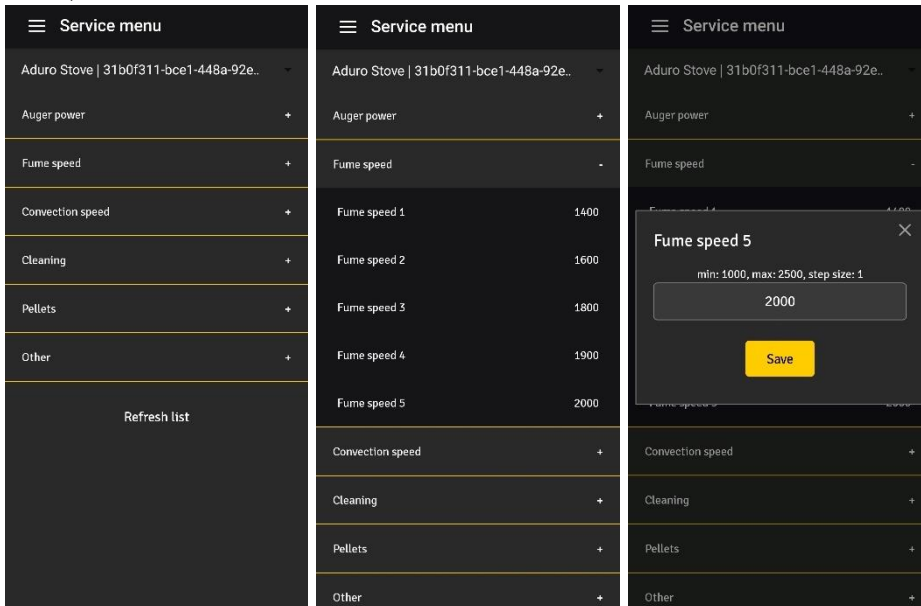 Service menu
Aduro Stove | 31b0f311-bce1-448a-92e..
Auger power +
Fume speed +
Convection speed +
Cleaning +
Pellets +
Other +
Refresh list
Service menu
Aduro Stove | 31b0f311-bce1-448a-92e..
Auger power +
Fume speed -
Fume speed 1 1400
Fume speed 2 1600
Fume speed 3 1800
Fume speed 4 1900
Fume speed 5 2000
Convection speed +
Cleaning +
Pellets +
Other +
Service menu
Aduro Stove | 31b0f311-bce1-448a-92e..
Auger power +
Fume speed -
Fume speed 5
min: 1000, max: 2500, step size: 1
2000
Save
Convection speed +
Cleaning +
Pellets +
Other +